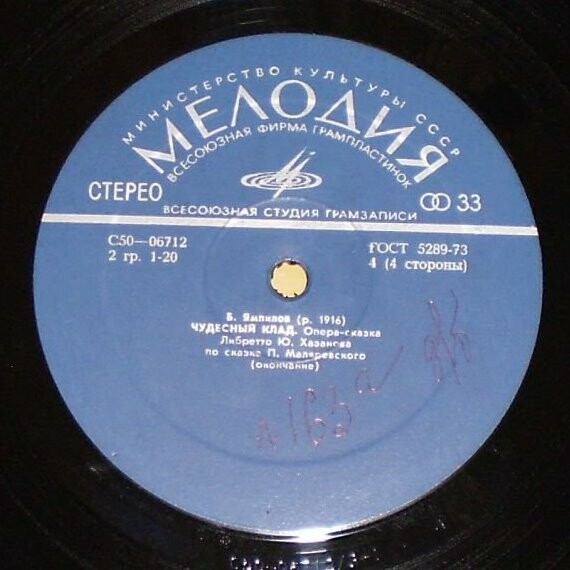 МИНИСТЕРСТВО КУЛЬТУРЫ СССР
МЕЛОДИЯ
ВСЕСОЮЗНАЯ ФИРМА ГРАМПЛАСТИНОК
СТЕРЕО
33
ВСЕСОЮЗНАЯ СТУДИЯ ГРАМЗАПИСИ
С50—06712
ГОСТ 5289-73
2 гр. 1-20
4 (4 стороны)
Б. Ямпилов (р. 1916)
ЧУДЕСНЫЙ КЛАД. Опера-сказка
Либретто Ю. Хазанова
по сказке П. Маляревского
(окончание)